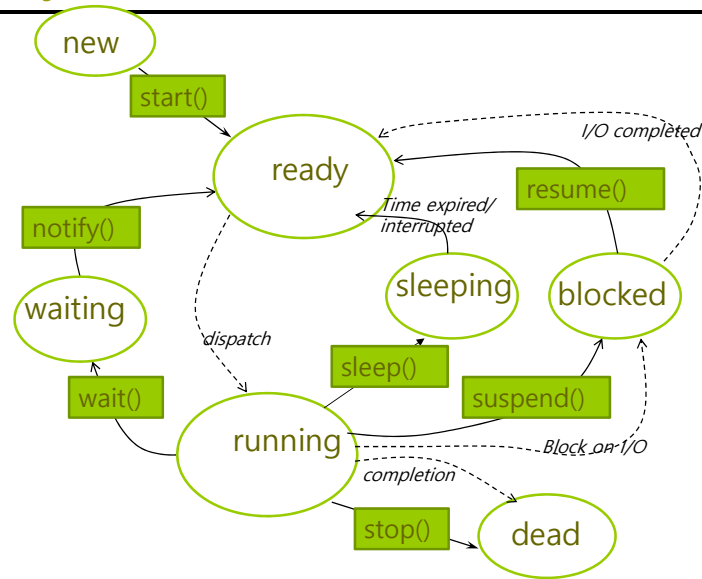 new
start()
I/O completed
ready
resume()
Time expired/
interrupted
notify()
sleeping
blocked
waiting
dispatch
sleep()
wait()
suspend()
running
Block on I/O
completion
stop()
dead